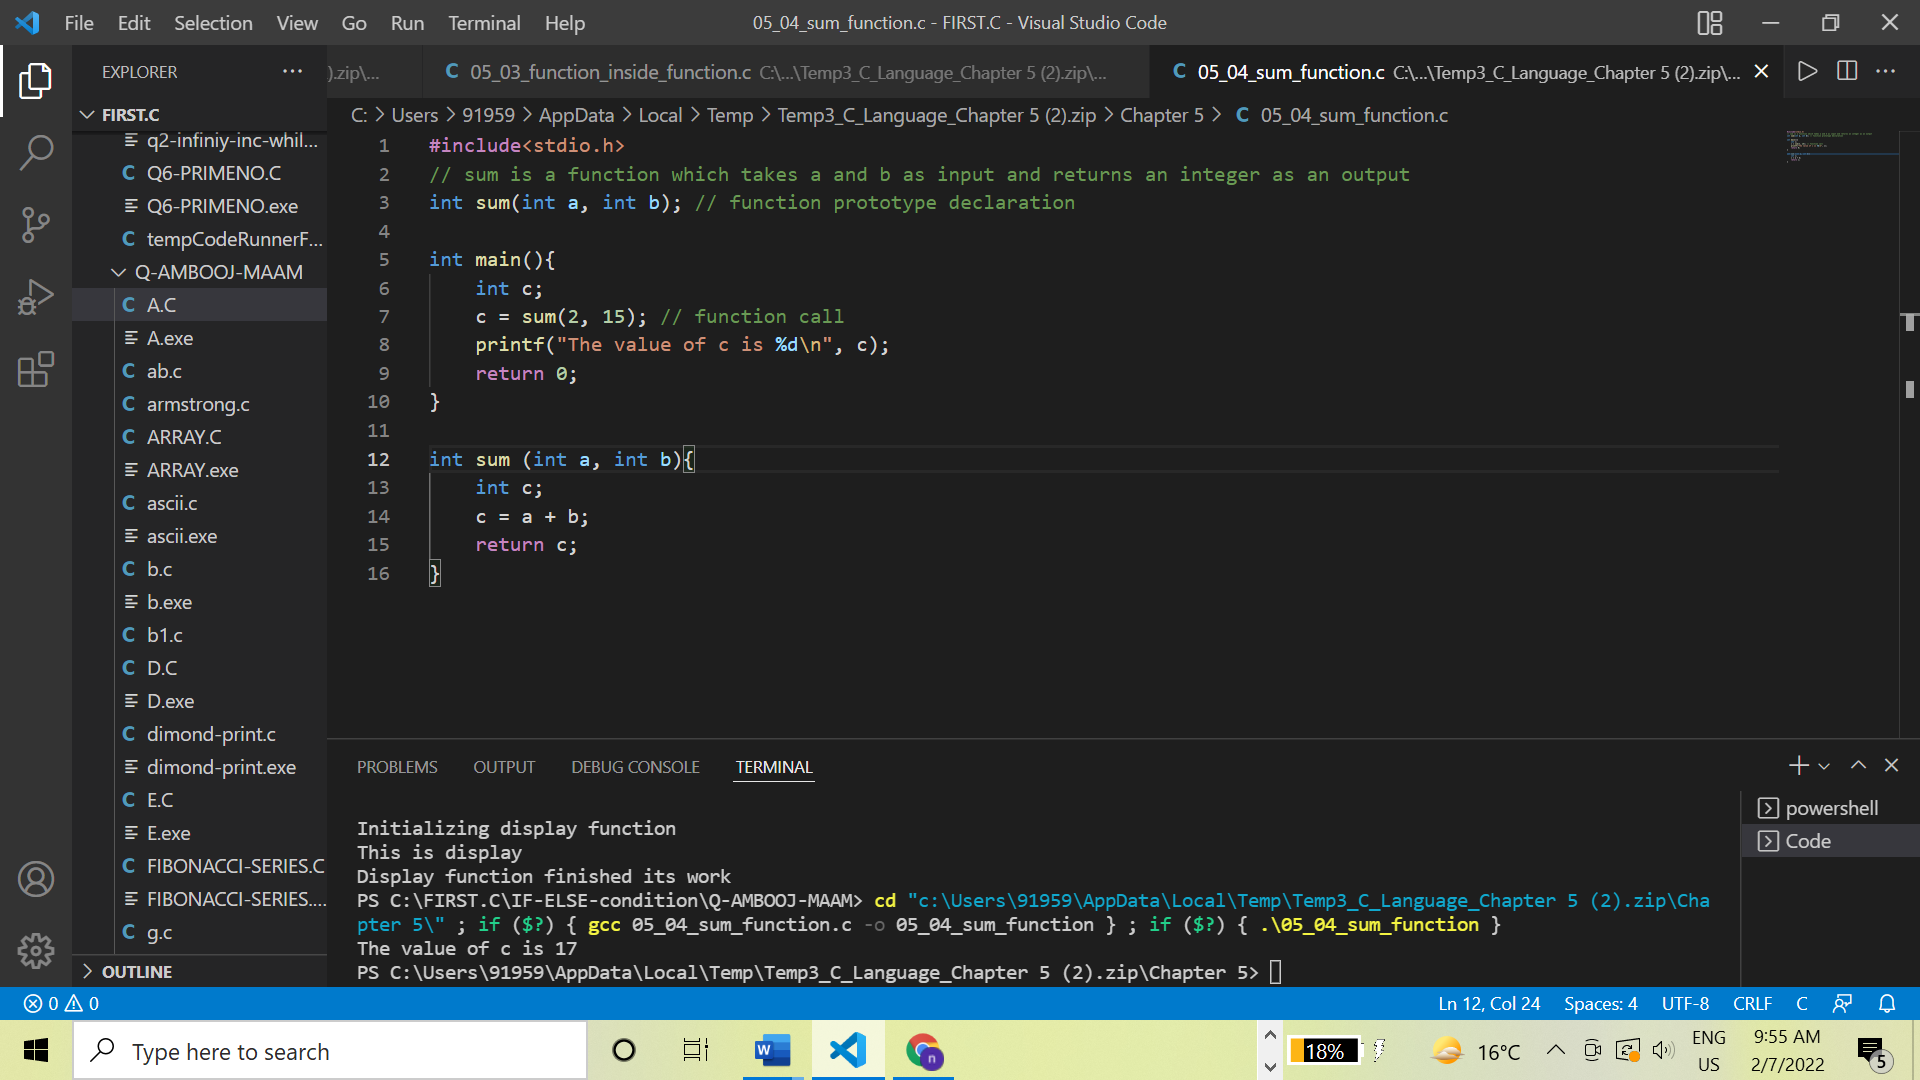 File Edit Selection View Go Run Terminal Help
05_04_sum_function.c - FIRST.C - Visual Studio Code
EXPLORER ...
FIRST.C
q2-infiniy-inc-whil...
Q6-PRIMENO.C
Q6-PRIMENO.exe
tempCodeRunnerF...
Q-AMBOOJ-MAAM
A.C
A.exe
ab.c
armstrong.c
ARRAY.C
ARRAY.exe
ascii.c
ascii.exe
b.c
b.exe
b1.c
D.C
D.exe
dimond-print.c
dimond-print.exe
E.C
E.exe
FIBONACCI-SERIES.C
FIBONACCI-SERIES....
g.c
OUTLINE
).zip\...
C 05_03_function_inside_function.c C:\...\Temp3_C_Language_Chapter 5 (2).zip\...
C 05_04_sum_function.c C:\...\Temp3_C_Language_Chapter 5 (2).zip\...
C: > Users > 91959 > AppData > Local > Temp > Temp3_C_Language_Chapter 5 (2).zip > Chapter 5 > C 05_04_sum_function.c
1 #include<stdio.h>
2 // sum is a function which takes a and b as input and returns an integer as an output
3 int sum(int a, int b); // function prototype declaration
4
5 int main(){
6 int c;
7 c = sum(2, 15); // function call
8 printf("The value of c is %d\n", c);
9 return 0;
10 }
11
12 int sum (int a, int b){
13 int c;
14 c = a + b;
15 return c;
16 }
PROBLEMS OUTPUT DEBUG CONSOLE TERMINAL
Initializing display function
This is display
Display function finished its work
PS C:\FIRST.C\IF-ELSE-condition\Q-AMBOOJ-MAAM> cd "c:\Users\91959\AppData\Local\Temp\Temp3_C_Language_Chapter 5 (2).zip\Cha
pter 5\" ; if ($?) { gcc 05_04_sum_function.c -o 05_04_sum_function } ; if ($?) { .\05_04_sum_function }
The value of c is 17
PS C:\Users\91959\AppData\Local\Temp\Temp3_C_Language_Chapter 5 (2).zip\Chapter 5>
powershell
Code
0 0
Ln 12, Col 24 Spaces: 4 UTF-8 CRLF C
Type here to search
18%
16°C
ENG
US
9:55 AM
2/7/2022
5